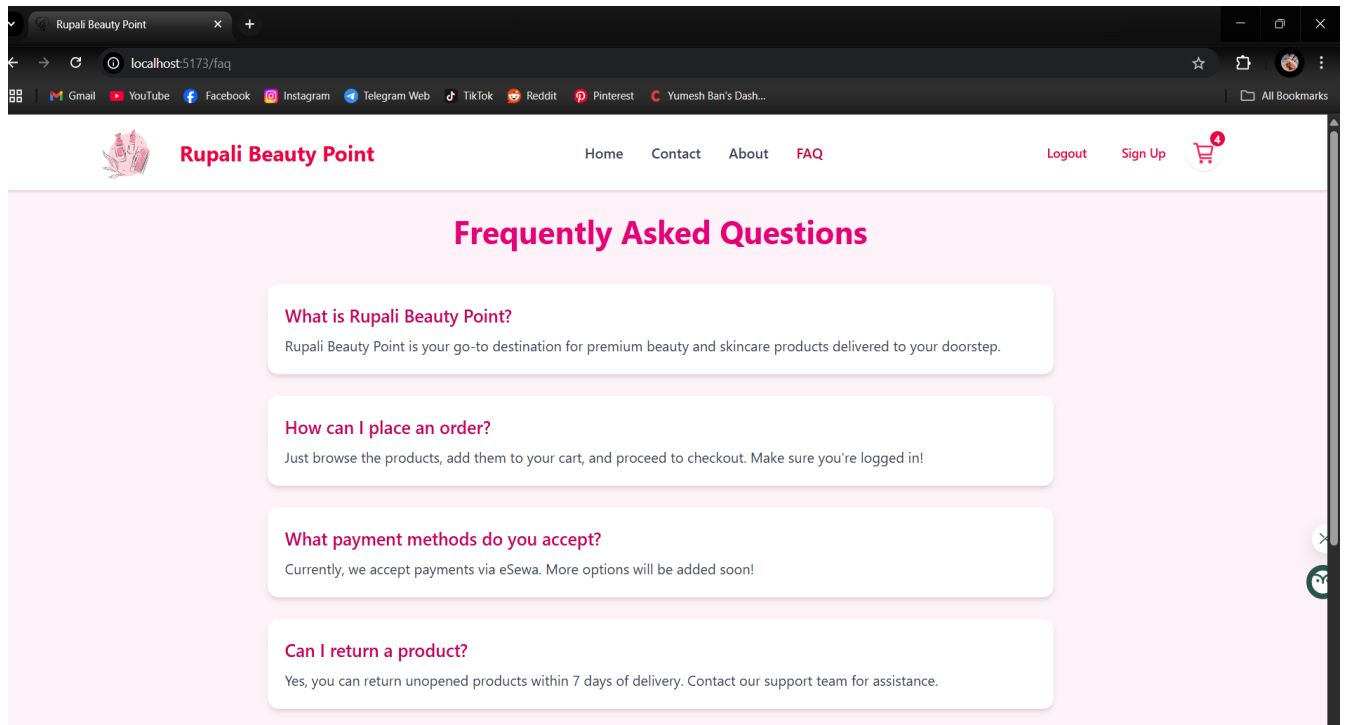 Rupali Beauty Point
localhost:5173/faq
Gmail YouTube Facebook Instagram Telegram Web TikTok Reddit Pinterest Yumesh Ban's Dash... All Bookmarks
Rupali Beauty Point Home Contact About FAQ Logout Sign Up 4
Frequently Asked Questions
What is Rupali Beauty Point?
Rupali Beauty Point is your go-to destination for premium beauty and skincare products delivered to your doorstep.
How can I place an order?
Just browse the products, add them to your cart, and proceed to checkout. Make sure you're logged in!
What payment methods do you accept?
Currently, we accept payments via eSewa. More options will be added soon!
Can I return a product?
Yes, you can return unopened products within 7 days of delivery. Contact our support team for assistance.